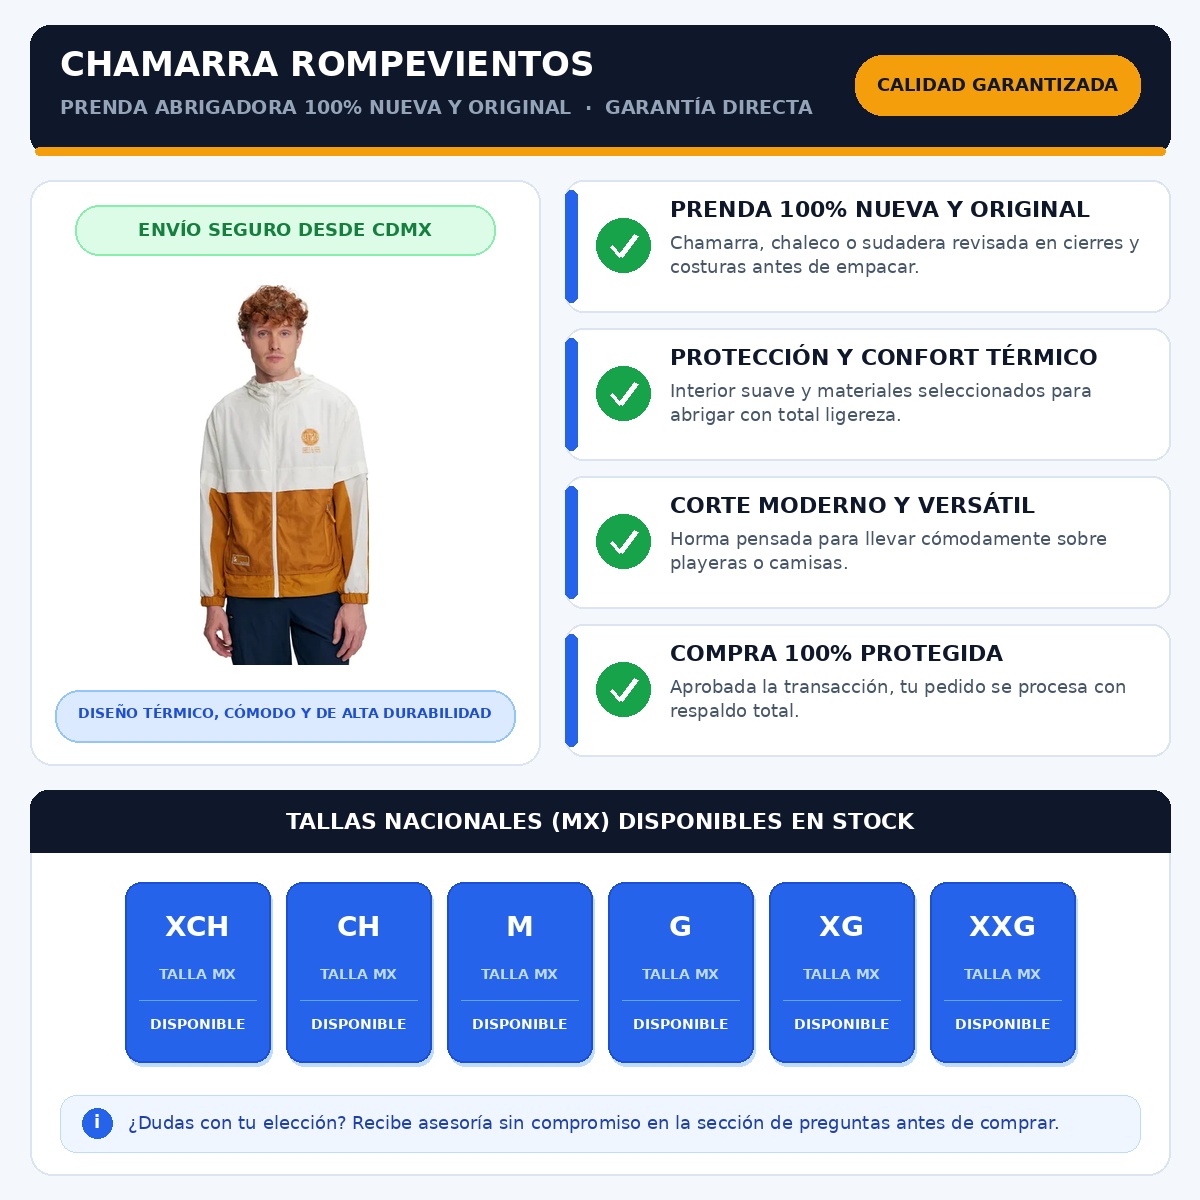 CHAMARRA ROMPEVIENTOS
PRENDA ABRIGADORA 100% NUEVA Y ORIGINAL · GARANTÍA DIRECTA
CALIDAD GARANTIZADA
ENVÍO SEGURO DESDE CDMX
DISEÑO TÉRMICO, CÓMODO Y DE ALTA DURABILIDAD
PRENDA 100% NUEVA Y ORIGINAL
Chamarra, chaleco o sudadera revisada en cierres y
costuras antes de empacar.
PROTECCIÓN Y CONFORT TÉRMICO
Interior suave y materiales seleccionados para
abrigar con total ligereza.
CORTE MODERNO Y VERSÁTIL
Horma pensada para llevar cómodamente sobre
playeras o camisas.
COMPRA 100% PROTEGIDA
Aprobada la transacción, tu pedido se procesa con
respaldo total.
TALLAS NACIONALES (MX) DISPONIBLES EN STOCK
XCH
TALLA MX
DISPONIBLE
CH
TALLA MX
DISPONIBLE
M
TALLA MX
DISPONIBLE
G
TALLA MX
DISPONIBLE
XG
TALLA MX
DISPONIBLE
XXG
TALLA MX
DISPONIBLE
i
¿Dudas con tu elección? Recibe asesoría sin compromiso en la sección de preguntas antes de comprar.